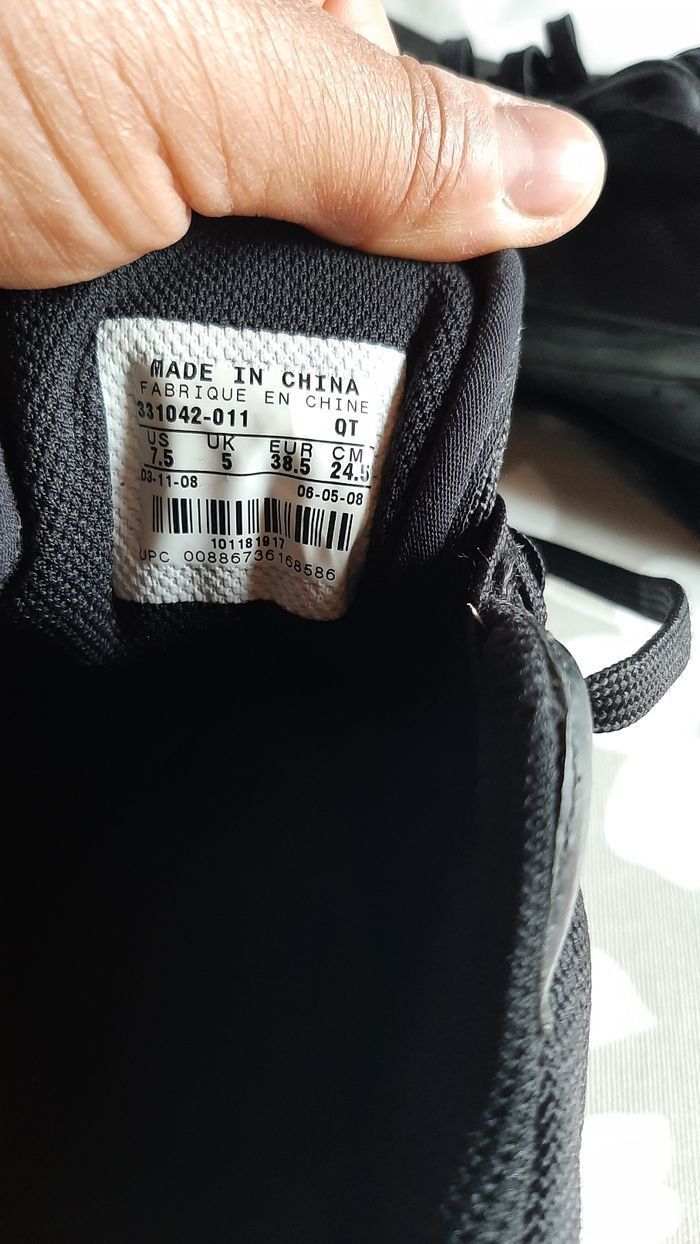 MADE IN CHINA
FABRIQUE EN CHINE
331042-011 QT
US UK EUR CM
7.5 5 38.5 24.5
03-11-08 06-05-08
101181917
UPC 00886736168586